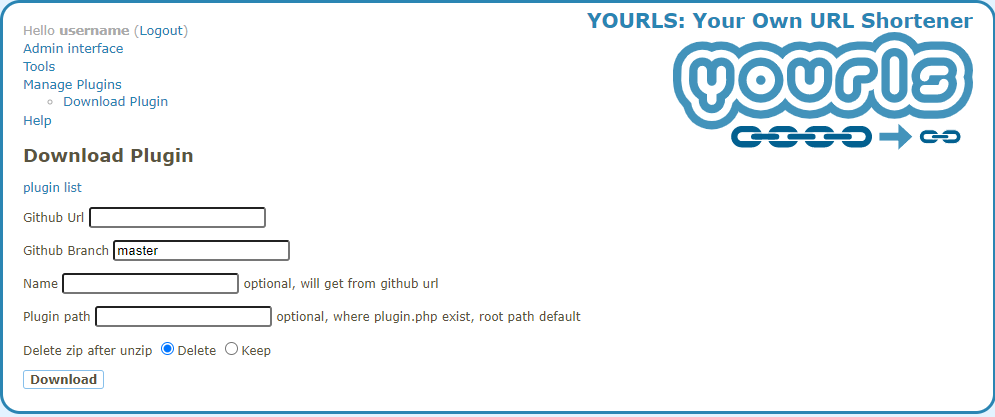 Hello username (Logout)
Admin interface
Tools
Manage Plugins
Download Plugin
Help
YOURLS: Your Own URL Shortener
yourls
Download Plugin
plugin list
Github Url
Github Branch master
Name optional, will get from github url
Plugin path optional, where plugin.php exist, root path default
Delete zip after unzip Delete Keep
Download